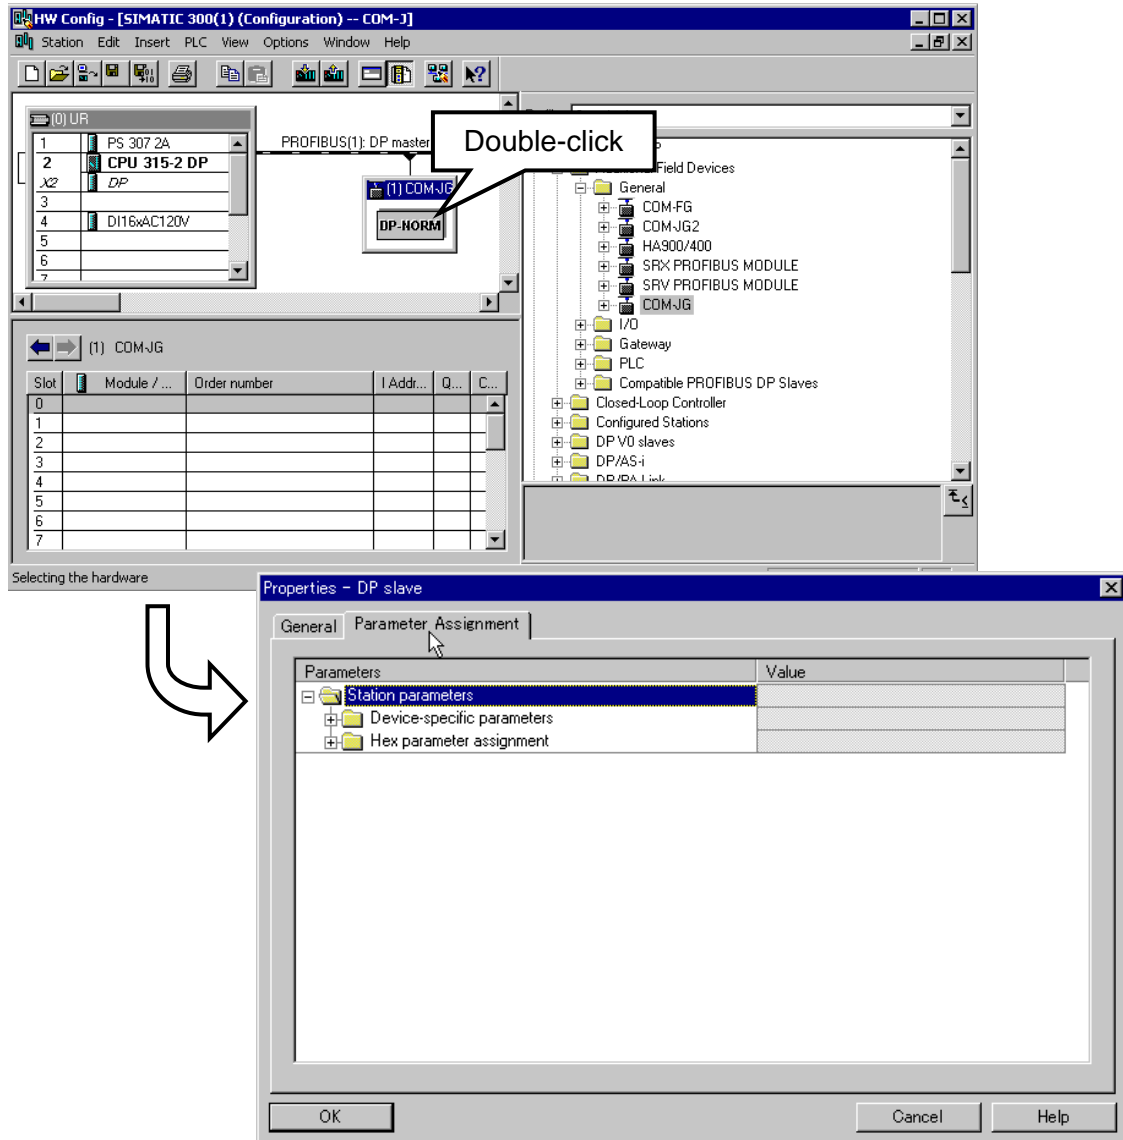 HW Config - [SIMATIC 300(1) (Configuration) -- COM-J]
Station Edit Insert PLC View Options Window Help
(0) UR
1 PS 307 2A
2 CPU 315-2 DP
X2 DP
3
4 DI16xAC120V
5
6
7
PROFIBUS(1): DP master
(1) COM-JG
DP-NORM
Double-click
Field Devices
General
COM-FG
COM-JG2
HA900/400
SRX PROFIBUS MODULE
SRV PROFIBUS MODULE
COM-JG
I/O
Gateway
PLC
Compatible PROFIBUS DP Slaves
Closed-Loop Controller
Configured Stations
DP V0 slaves
DP/AS-i
DP/PA Link
(1) COM-JG
Slot Module / ... Order number I Addr... Q... C...
0
1
2
3
4
5
6
7
Selecting the hardware
Properties - DP slave
General Parameter Assignment
Parameters Value
Station parameters
Device-specific parameters
Hex parameter assignment
OK Cancel Help